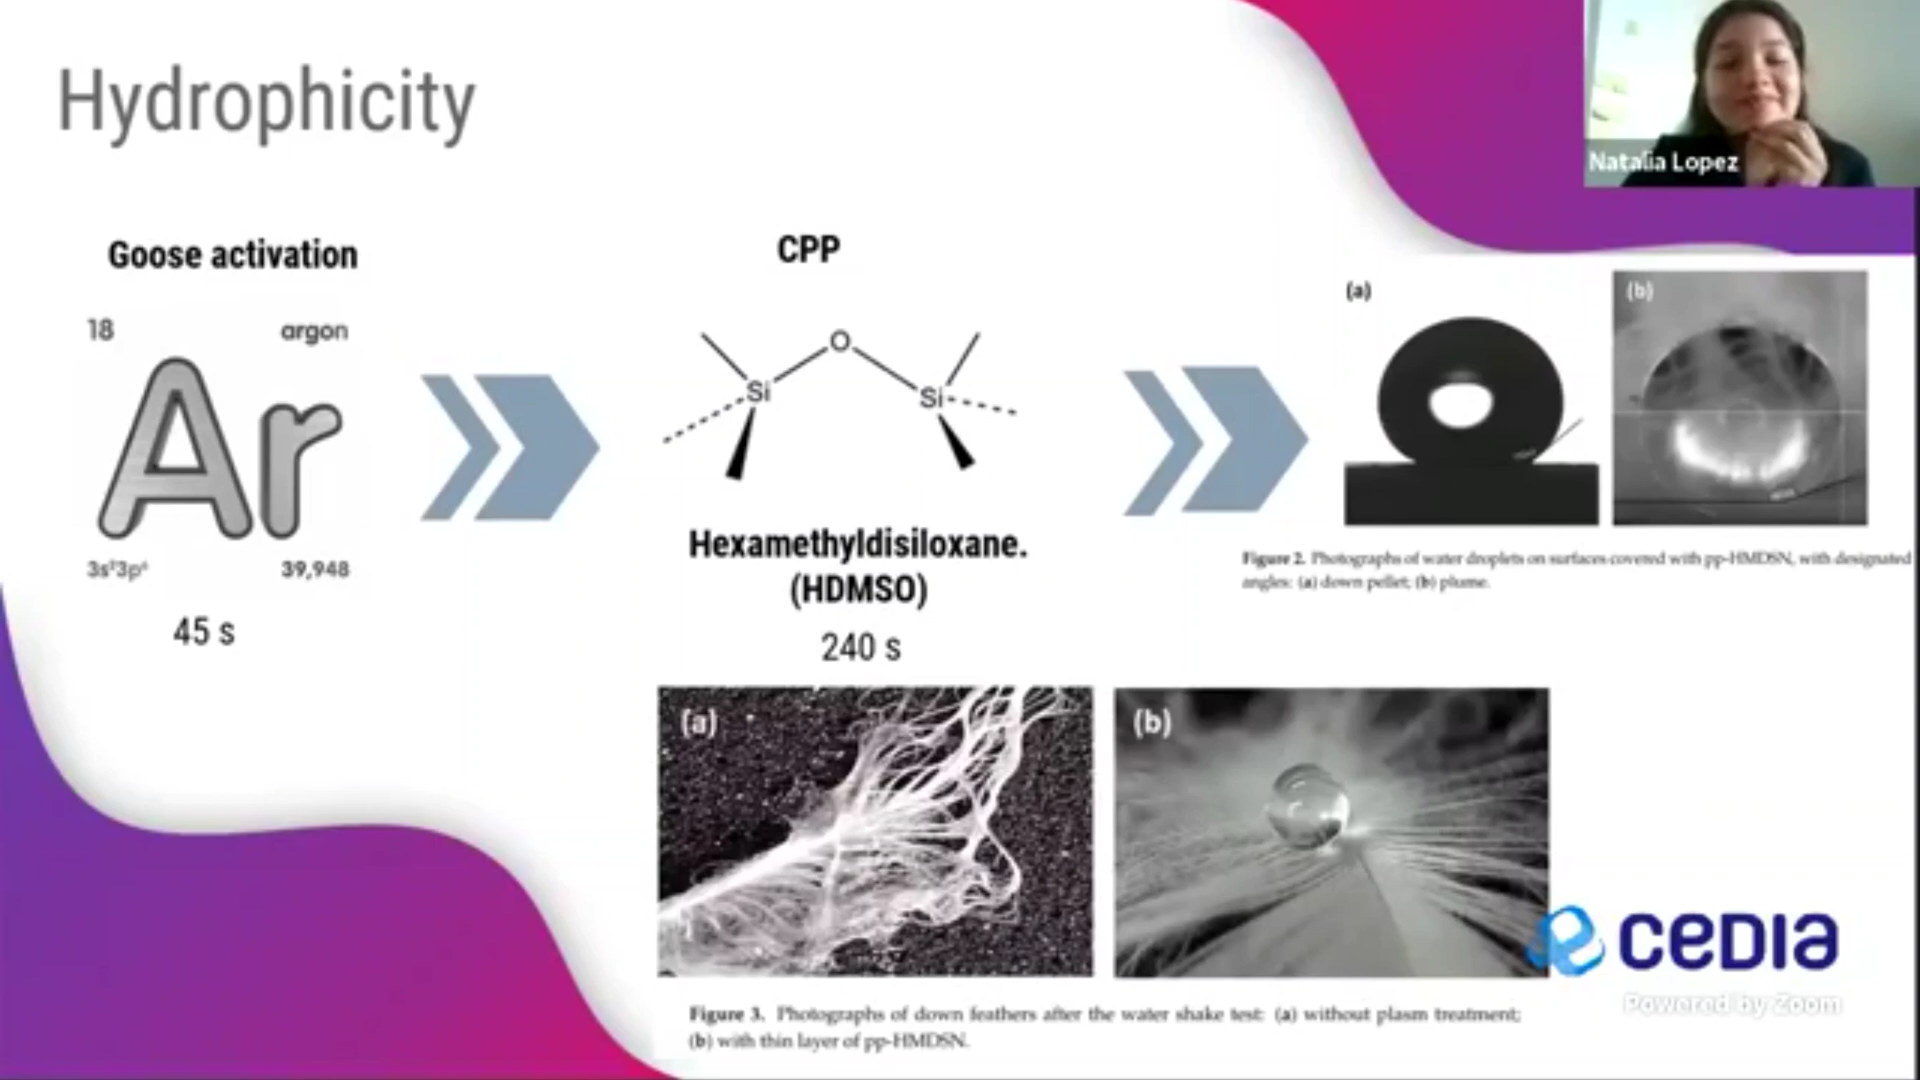 Hydrophicity
Natalia Lopez
Goose activation
18 argon
Ar
3s²3p⁶ 39,948
45 s
CPP
O
Si Si
Hexamethyldisiloxane.
(HDMSO)
240 s
(a) (b)
Figure 2. Photographs of water droplets on surfaces covered with pp-HMDSN, with designated
angles: (a) down pellet; (b) plume.
(a) (b)
Figure 3. Photographs of down feathers after the water shake test: (a) without plasm treatment;
(b) with thin layer of pp-HMDSN.
CEDIA
Powered by Zoom